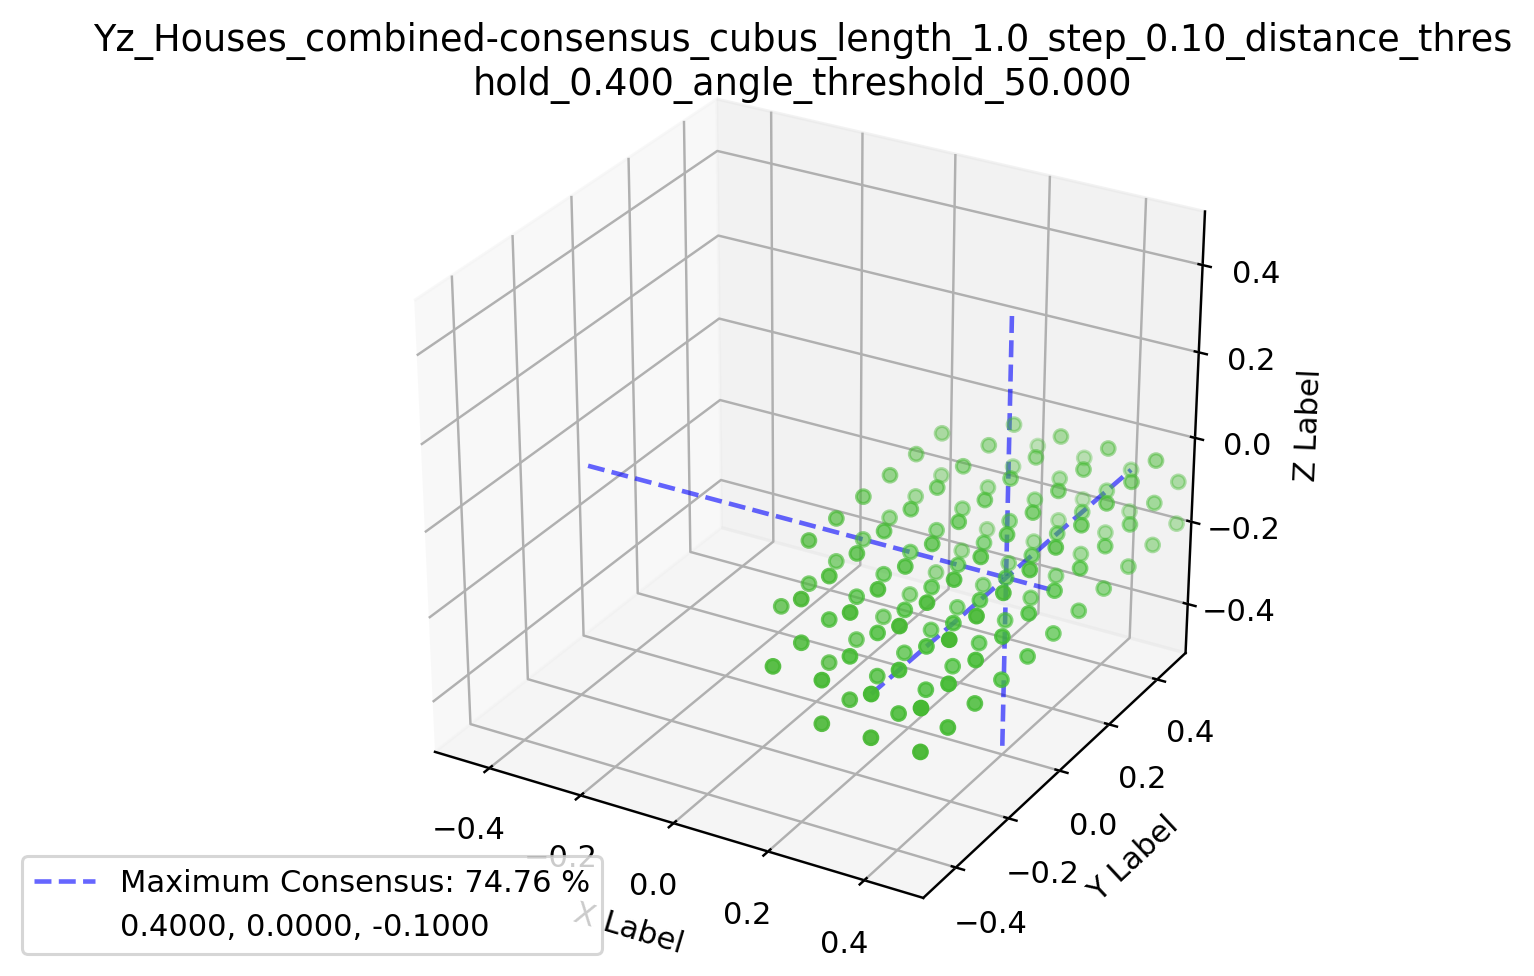 Yz_Houses_combined-consensus_cubus_length_1.0_step_0.10_distance_thres
hold_0.400_angle_threshold_50.000
0.4
0.2
0.0
−0.2
−0.4
Z Label
0.4
0.2
0.0
−0.2
−0.4
Y Label
−0.4
−0.2
0.0
0.2
0.4
X Label
Maximum Consensus: 74.76 %
0.4000, 0.0000, -0.1000